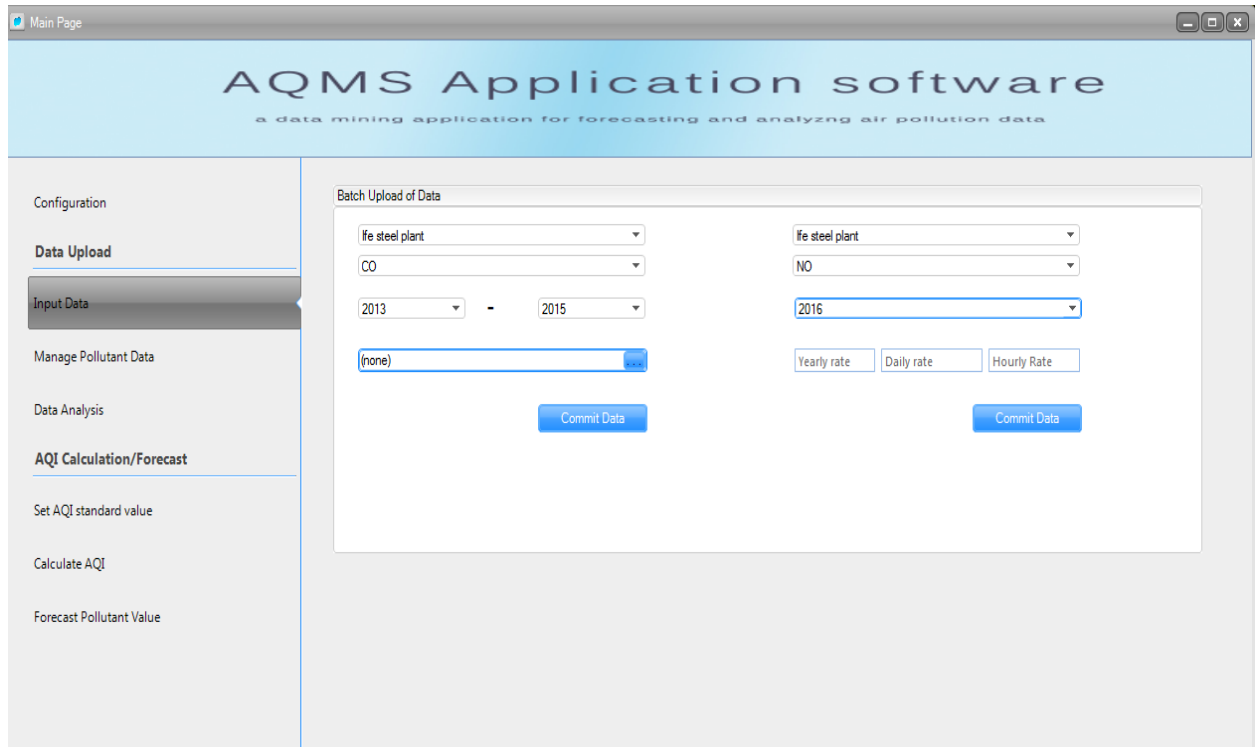 Main Page
AQMS Application software
a data mining application for forecasting and analyzng air pollution data
Configuration
Data Upload
Input Data
Manage Pollutant Data
Data Analysis
AQI Calculation/Forecast
Set AQI standard value
Calculate AQI
Forecast Pollutant Value
Batch Upload of Data
Ife steel plant
CO
2013 - 2015
(none) ...
Commit Data
Ife steel plant
NO
2016
Yearly rate Daily rate Hourly Rate
Commit Data